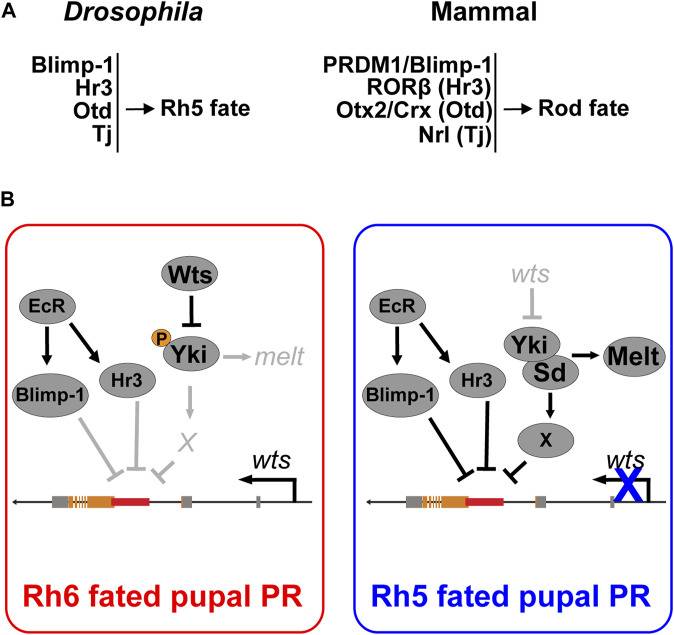 A
Drosophila
Mammal
Blimp-1
Hr3
Otd
Tj
Rh5 fate
PRDM1/Blimp-1
RORβ (Hr3)
Otx2/Crx (Otd)
Nrl (Tj)
Rod fate
B
Wts
EcR
P
Yki
melt
Blimp-1
Hr3
X
wts
Rh6 fated pupal PR
wts
EcR
Yki
Sd
Melt
Blimp-1
Hr3
X
wts
X
Rh5 fated pupal PR